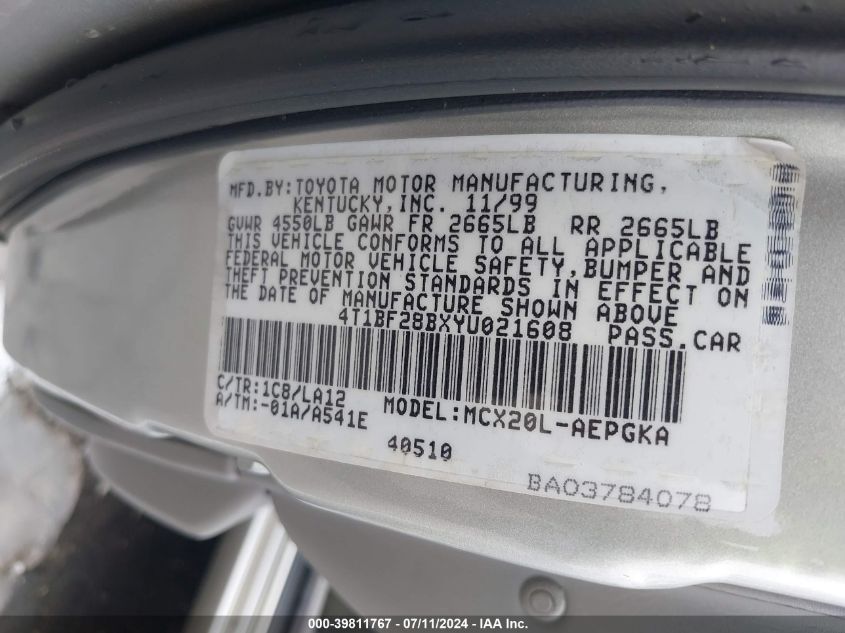 MFD.BY:TOYOTA MOTOR MANUFACTURING,
KENTUCKY,INC. 11/99
GVWR 4550LB GAWR FR 2665LB RR 2665LB
THIS VEHICLE CONFORMS TO ALL APPLICABLE
FEDERAL MOTOR VEHICLE SAFETY,BUMPER AND
THEFT PREVENTION STANDARDS IN EFFECT ON
THE DATE OF MANUFACTURE SHOWN ABOVE
4T1BF28BXYU021608 PASS.CAR
C/TR:1C8/LA12
A/TM:-01A/A541E MODEL:MCX20L-AEPGKA
40510
BA03784078
000-39811767 - 07/11/2024 - IAA Inc.